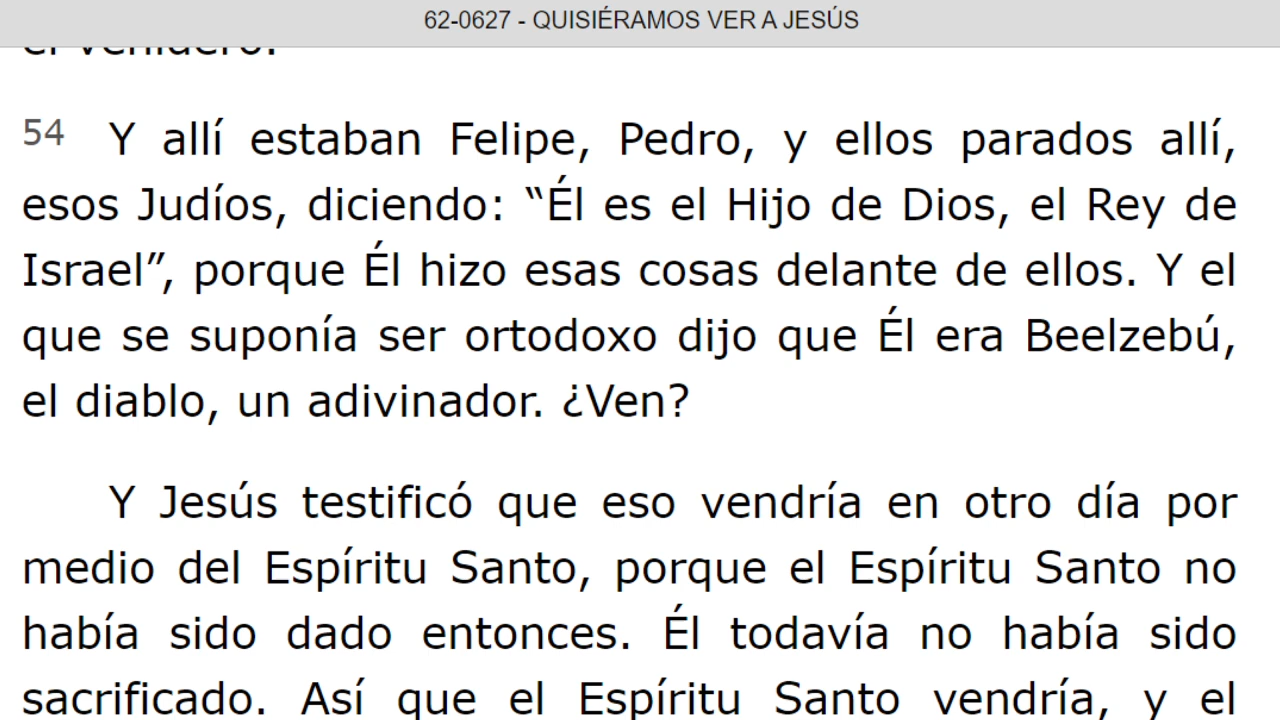 62-0627 - QUISIÉRAMOS VER A JESÚS
el venidero.
54 Y allí estaban Felipe, Pedro, y ellos parados allí,
esos Judíos, diciendo: “Él es el Hijo de Dios, el Rey de
Israel”, porque Él hizo esas cosas delante de ellos. Y el
que se suponía ser ortodoxo dijo que Él era Beelzebú,
el diablo, un adivinador. ¿Ven?
Y Jesús testificó que eso vendría en otro día por
medio del Espíritu Santo, porque el Espíritu Santo no
había sido dado entonces. Él todavía no había sido
sacrificado. Así que el Espíritu Santo vendría, y el